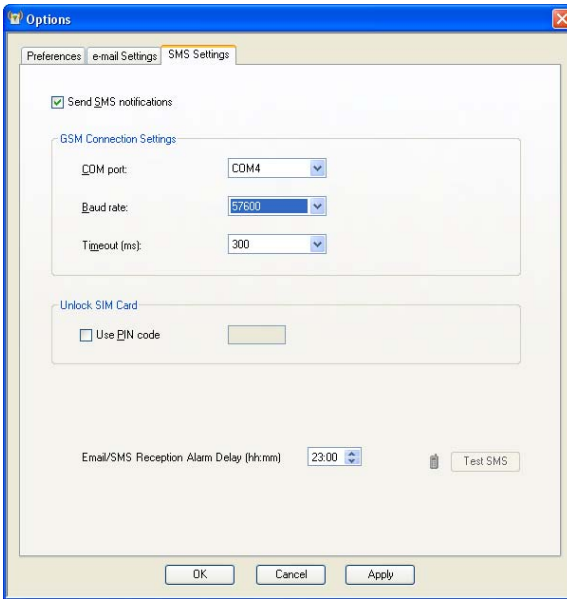 Options
Preferences e-mail Settings SMS Settings
Send SMS notifications
GSM Connection Settings
COM port: COM4
Baud rate: 57600
Timeout (ms): 300
Unlock SIM Card
Use PIN code
Email/SMS Reception Alarm Delay (hh:mm) 23:00 Test SMS
OK Cancel Apply